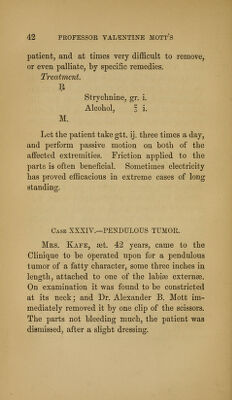 42 PROFESSOR VALENTINE MOTT'S
patient, and at times very difficult to remove,
or even palliate, by specific remedies.
Treatment.
℞
Strychnine, gr. i.
Alcohol, ℥ i.
M.
Let the patient take gtt. ij. three times a day,
and perform passive motion on both of the
affected extremities. Friction applied to the
parts is often beneficial. Sometimes electricity
has proved efficacious in extreme cases of long
standing.
CASE XXXIV.—PENDULOUS TUMOR.
MRS. KAFE, æt. 42 years, came to the
Clinique to be operated upon for a pendulous
tumor of a fatty character, some three inches in
length, attached to one of the labiæ externæ.
On examination it was found to be constricted
at its neck; and Dr. Alexander B. Mott im-
mediately removed it by one clip of the scissors.
The parts not bleeding much, the patient was
dismissed, after a slight dressing.